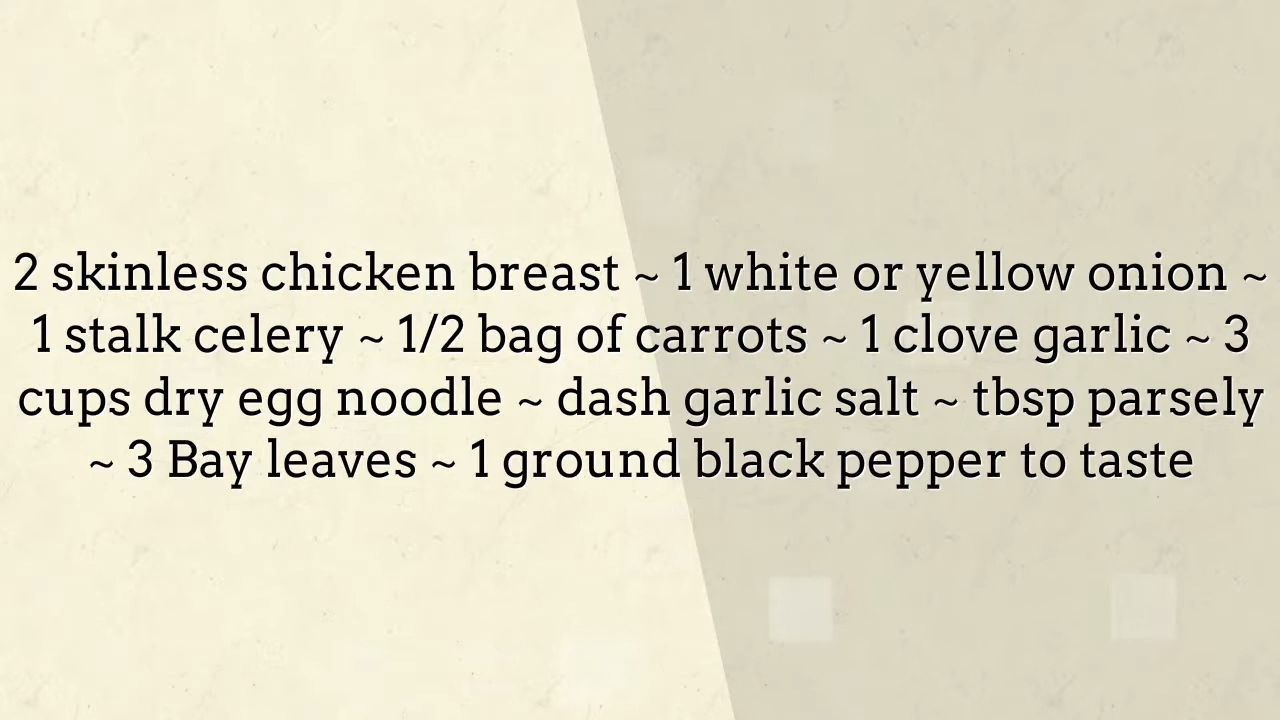 2 skinless chicken breast ~ 1 white or yellow onion ~
1 stalk celery ~ 1/2 bag of carrots ~ 1 clove garlic ~ 3
cups dry egg noodle ~ dash garlic salt ~ tbsp parsely
~ 3 Bay leaves ~ 1 ground black pepper to taste